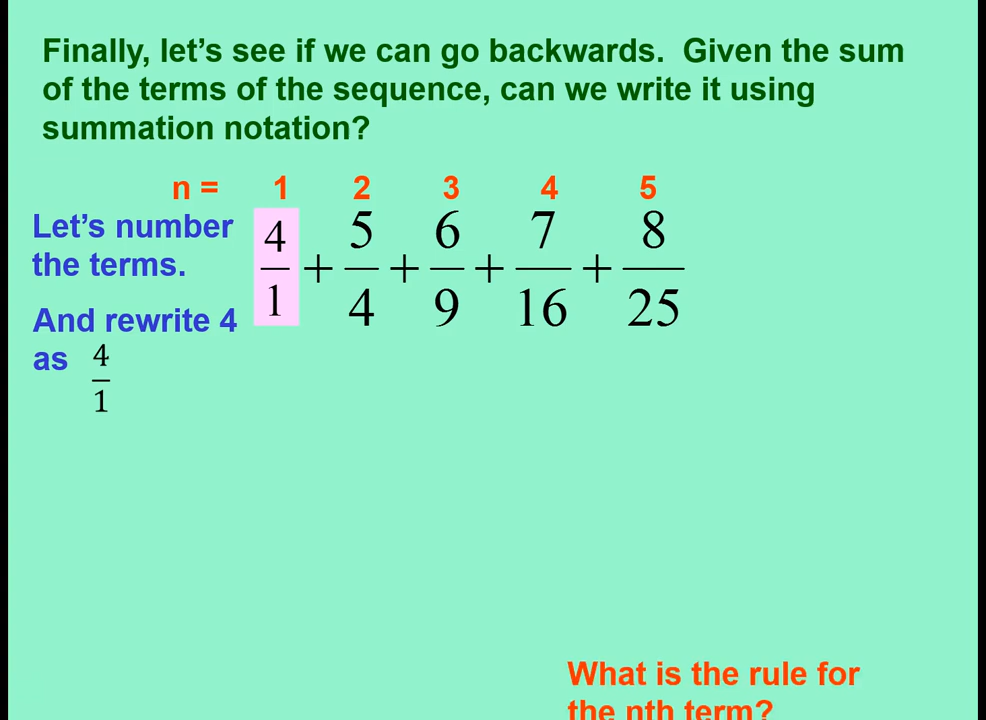 Finally, let's see if we can go backwards. Given the sum
of the terms of the sequence, can we write it using
summation notation?
n = 1 2 3 4 5
Let's number
the terms.
4/1 + 5/4 + 6/9 + 7/16 + 8/25
And rewrite 4
as 4/1
What is the rule for
the nth term?